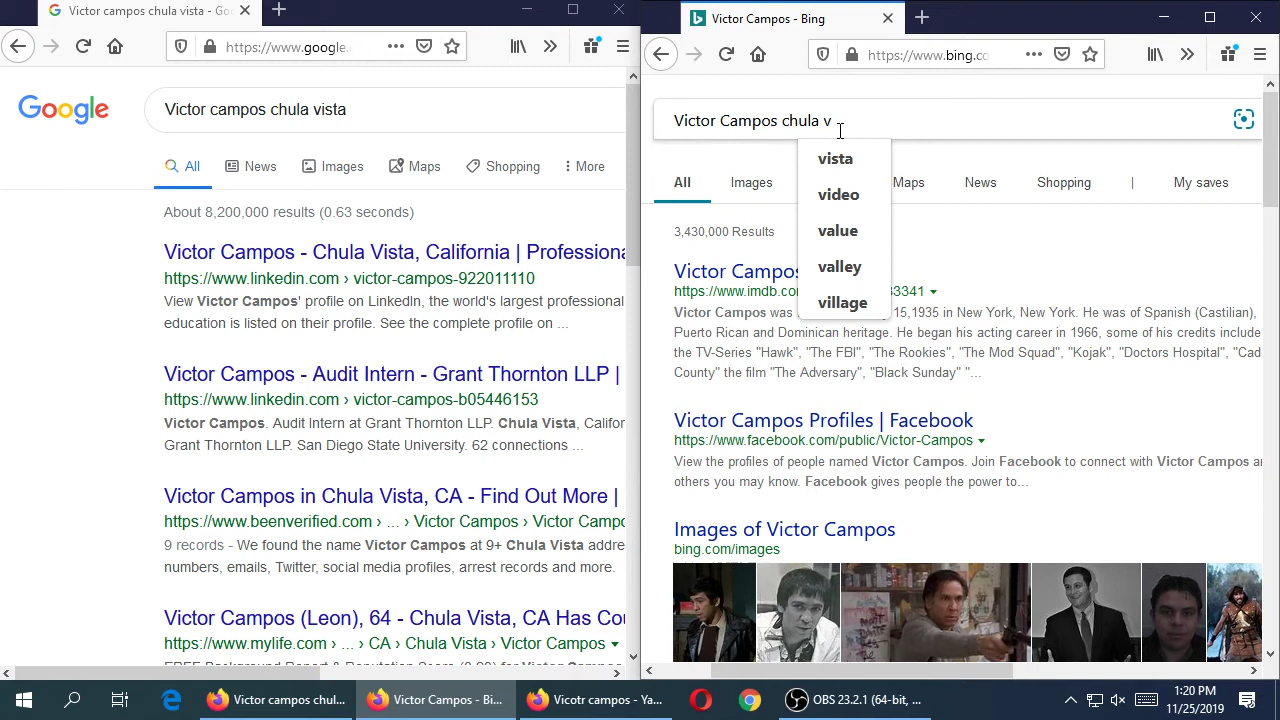 Victor campos chula vista - Go
https://www.google.
Google
Victor campos chula vista
All
News
Images
Maps
Shopping
More
About 8,200,000 results (0.63 seconds)
Victor Campos - Chula Vista, California | Professiona
https://www.linkedin.com › victor-campos-922011110
View Victor Campos' profile on LinkedIn, the world's largest professional
education is listed on their profile. See the complete profile on ...
Victor Campos - Audit Intern - Grant Thornton LLP |
https://www.linkedin.com › victor-campos-b05446153
Victor Campos. Audit Intern at Grant Thornton LLP. Chula Vista, Califor
Grant Thornton LLP. San Diego State University. 62 connections ...
Victor Campos in Chula Vista, CA - Find Out More |
https://www.beenverified.com › ... › Victor Campos › Victor Campo
9 records - We found the name Victor Campos at 9+ Chula Vista addre
numbers, emails, Twitter, social media profiles, arrest records and more.
Victor Campos (Leon), 64 - Chula Vista, CA Has Cou
https://www.mylife.com › ... › CA › Chula Vista › Victor Campos
Victor Campos - Bing
https://www.bing.co
Victor Campos chula v
vista
video
value
valley
village
All
Images
Maps
News
Shopping
|
My saves
3,430,000 Results
Victor Campos
https://www.imdb.com 33341
Victor Campos was 15,1935 in New York, New York. He was of Spanish (Castilian),
Puerto Rican and Dominican heritage. He began his acting career in 1966, some of his credits include
the TV-Series "Hawk", "The FBI", "The Rookies", "The Mod Squad", "Kojak", "Doctors Hospital", "Cad
County" the film "The Adversary", "Black Sunday" "...
Victor Campos Profiles | Facebook
https://www.facebook.com/public/Victor-Campos
View the profiles of people named Victor Campos. Join Facebook to connect with Victor Campos an
others you may know. Facebook gives people the power to...
Images of Victor Campos
bing.com/images
Victor campos chul...
Victor Campos - Bi...
Vicotr campos - Ya...
OBS 23.2.1 (64-bit, ...
1:20 PM
11/25/2019